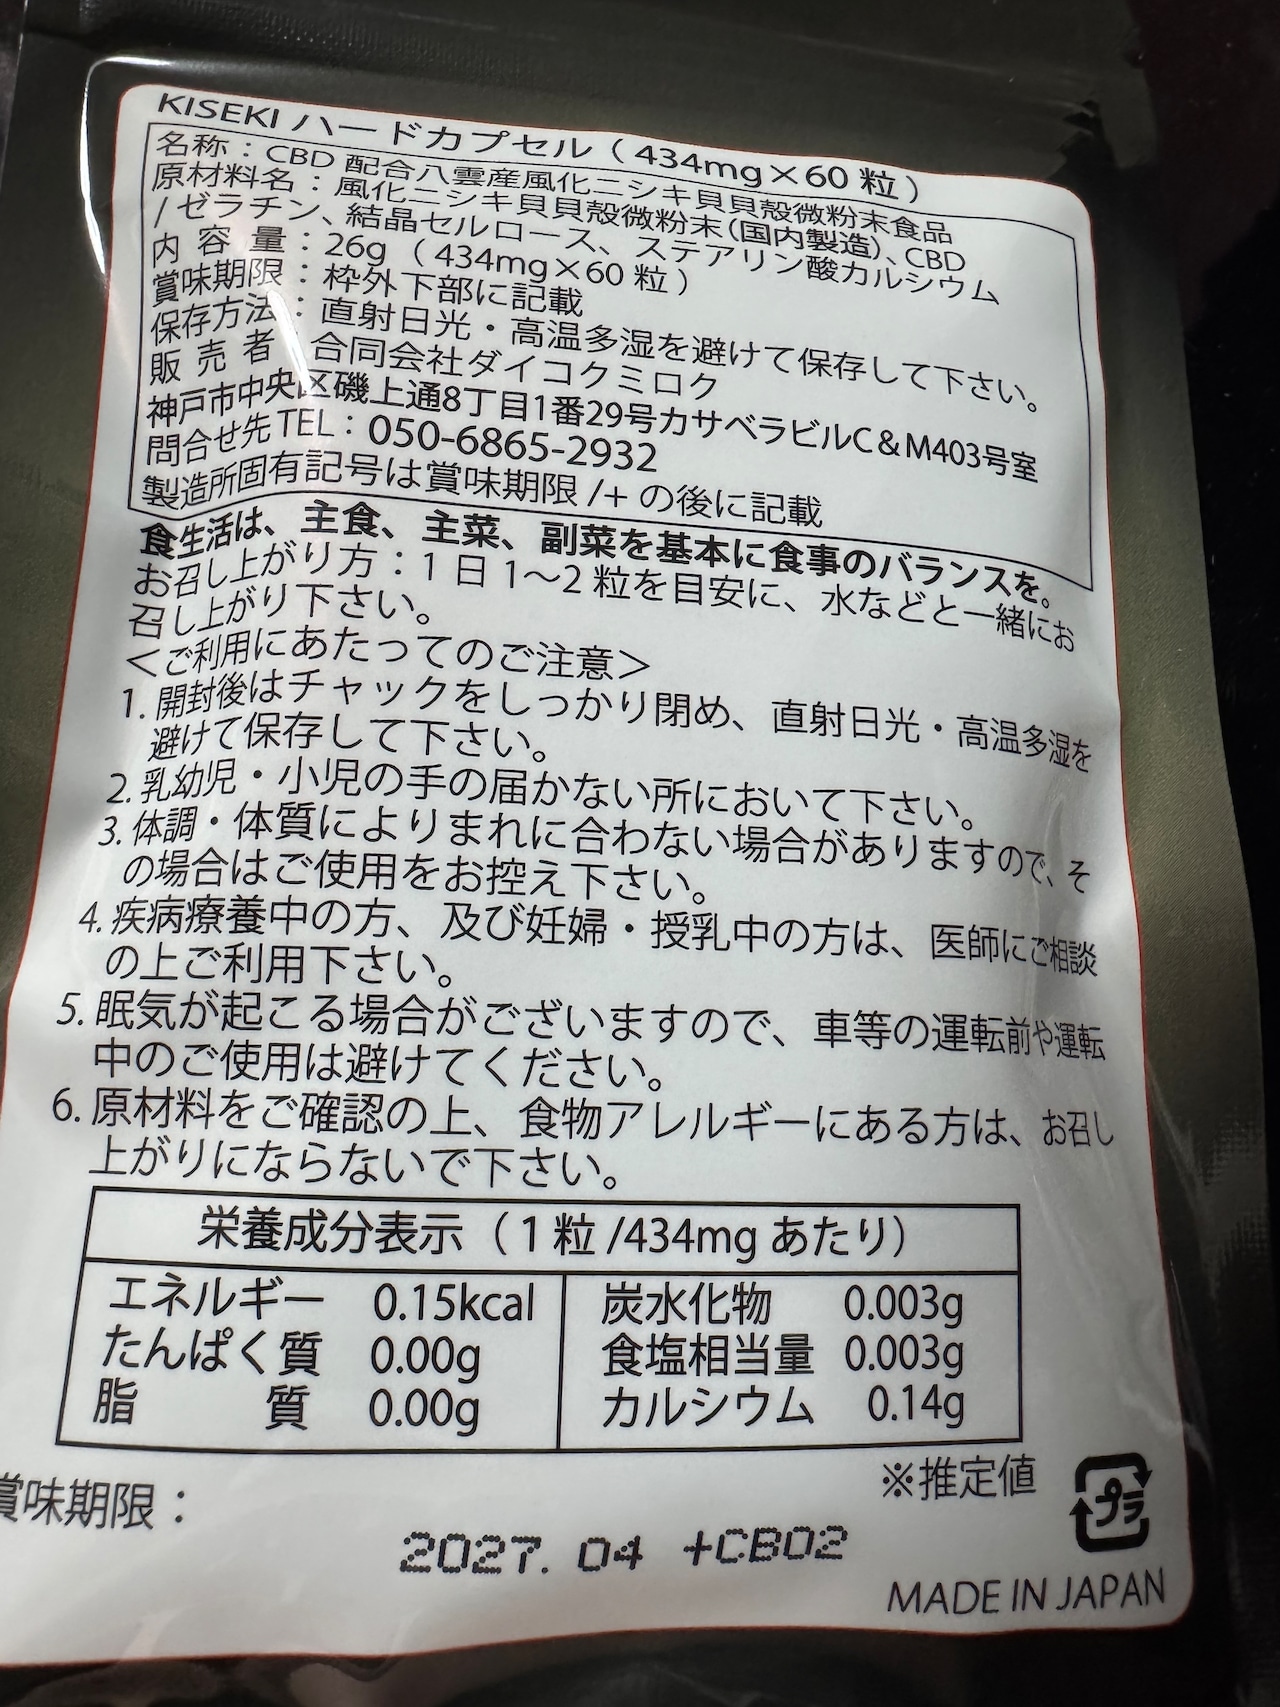 KISEKI ハードカプセル（434mg×60 粒）
名称：CBD 配合八雲産風化ニシキ貝貝殻微粉末食品
原材料名：風化ニシキ貝貝殻微粉末(国内製造)、CBD
/ ゼラチン、結晶セルロース、ステアリン酸カルシウム
内容量：26g（434mg×60 粒）
賞味期限：枠外下部に記載
保存方法：直射日光・高温多湿を避けて保存して下さい。
販売者 合同会社ダイコクミロク
神戸市中央区磯上通8丁目1番29号カサベラビルC＆M403号室
問合せ先 TEL：050-6865-2932
製造所固有記号は賞味期限 /+ の後に記載
食生活は、主食、主菜、副菜を基本に食事のバランスを。
お召し上がり方：1 日 1～2 粒を目安に、水などと一緒にお
召し上がり下さい。
＜ご利用にあたってのご注意＞
1. 開封後はチャックをしっかり閉め、直射日光・高温多湿を
避けて保存して下さい。
2. 乳幼児・小児の手の届かない所において下さい。
3. 体調・体質によりまれに合わない場合がありますので、そ
の場合はご使用をお控え下さい。
4. 疾病療養中の方、及び妊婦・授乳中の方は、医師にご相談
の上ご利用下さい。
5. 眠気が起こる場合がございますので、車等の運転前や運転
中のご使用は避けてください。
6. 原材料をご確認の上、食物アレルギーにある方は、お召し
上がりにならないで下さい。
栄養成分表示（1 粒 /434mg あたり）
エネルギー 0.15kcal 炭水化物 0.003g
たんぱく質 0.00g 食塩相当量 0.003g
脂質 0.00g カルシウム 0.14g
※推定値
プラ
賞味期限：
2027. 04 +CB02
MADE IN JAPAN